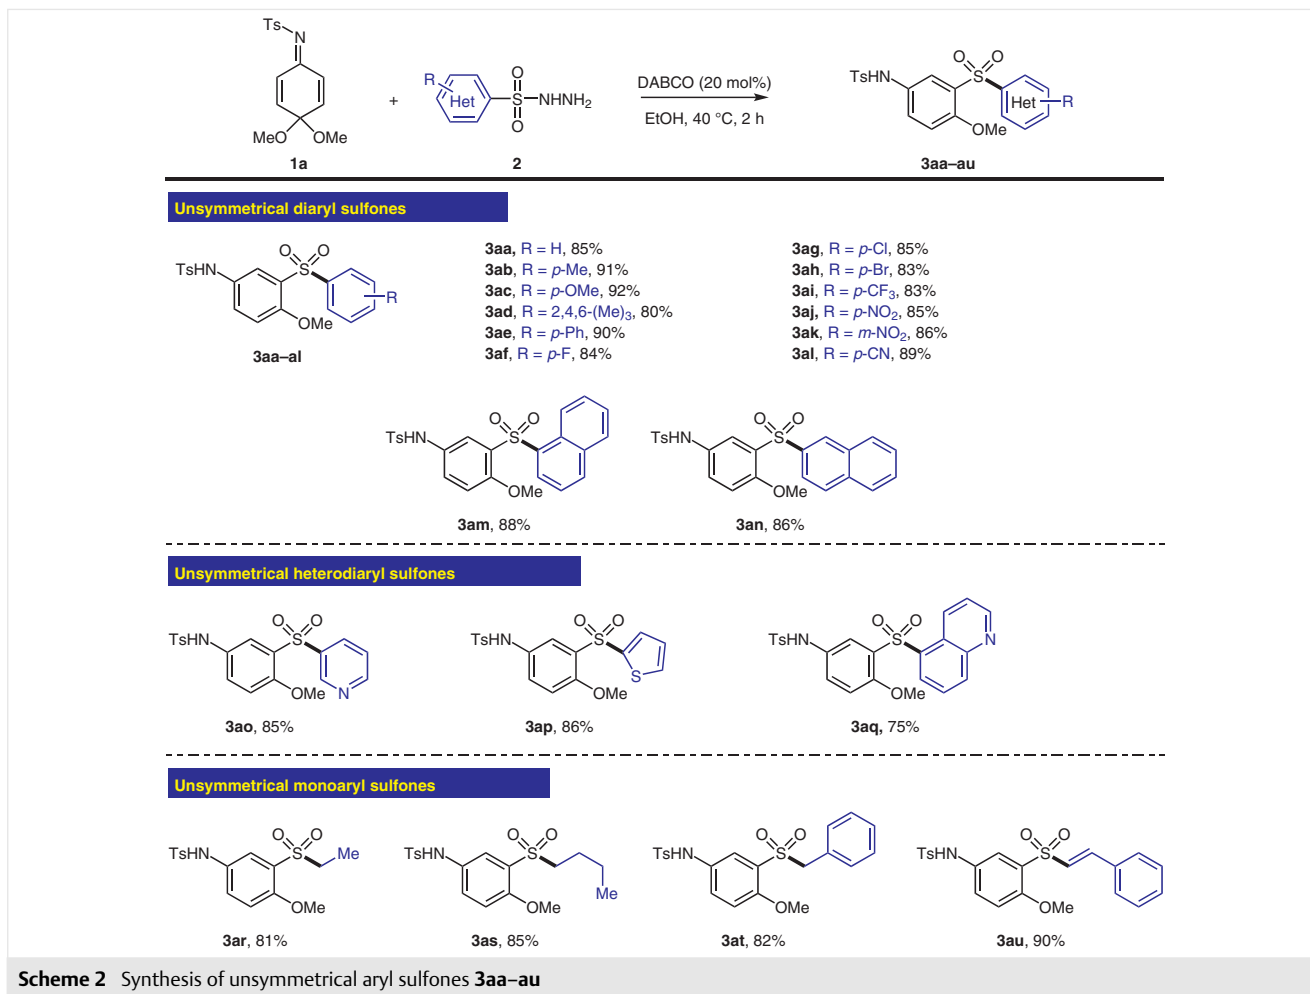 Ts
N
MeO OMe
1a
+
R
Het
O
S
O
NHNH2
2
DABCO (20 mol%)
EtOH, 40 °C, 2 h
TsHN
O O
S
Het
R
OMe
3aa–au
Unsymmetrical diaryl sulfones
TsHN
O O
S
R
OMe
3aa–al
3aa, R = H, 85%
3ab, R = p-Me, 91%
3ac, R = p-OMe, 92%
3ad, R = 2,4,6-(Me)3, 80%
3ae, R = p-Ph, 90%
3af, R = p-F, 84%
3ag, R = p-Cl, 85%
3ah, R = p-Br, 83%
3ai, R = p-CF3, 83%
3aj, R = p-NO2, 85%
3ak, R = m-NO2, 86%
3al, R = p-CN, 89%
TsHN
O O
S
OMe
3am, 88%
TsHN
O O
S
OMe
3an, 86%
Unsymmetrical heterodiaryl sulfones
TsHN
O O
S
OMe
N
3ao, 85%
TsHN
O O
S
S
OMe
3ap, 86%
TsHN
O O
S
N
OMe
3aq, 75%
Unsymmetrical monoaryl sulfones
TsHN
O O
S
Me
OMe
3ar, 81%
TsHN
O O
S
Me
OMe
3as, 85%
TsHN
O O
S
OMe
3at, 82%
TsHN
O O
S
OMe
3au, 90%
Scheme 2 Synthesis of unsymmetrical aryl sulfones 3aa–au